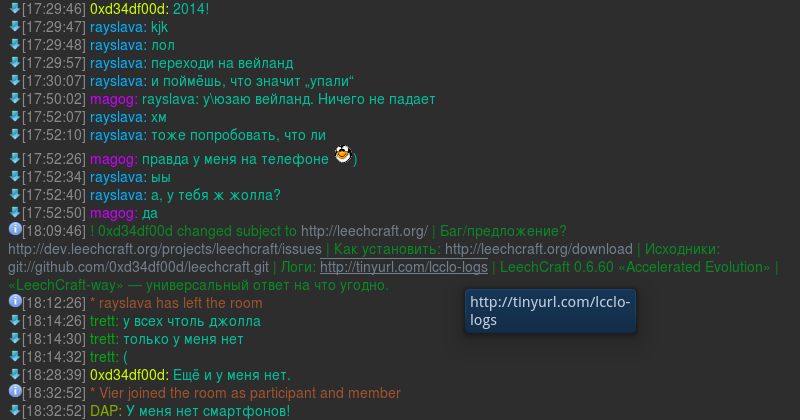 [17:29:46] 0xd34df00d: 2014!
[17:29:47] rayslava: kjk
[17:29:48] rayslava: лол
[17:29:57] rayslava: переходи на вейланд
[17:30:07] rayslava: и поймёшь, что значит „упали“
[17:50:02] magog: rayslava: у\юзаю вейланд. Ничего не падает
[17:52:07] rayslava: хм
[17:52:10] rayslava: тоже попробовать, что ли
[17:52:26] magog: правда у меня на телефоне )
[17:52:34] rayslava: ыы
[17:52:40] rayslava: а, у тебя ж жолла?
[17:52:50] magog: да
[18:09:46] ! 0xd34df00d changed subject to http://leechcraft.org/ | Баг/предложение?
http://dev.leechcraft.org/projects/leechcraft/issues | Как установить: http://leechcraft.org/download | Исходники:
git://github.com/0xd34df00d/leechcraft.git | Логи: http://tinyurl.com/lcclo-logs | LeechCraft 0.6.60 «Accelerated Evolution» |
«LeechCraft-way» — универсальный ответ на что угодно.
[18:12:26] * rayslava has left the room
[18:14:26] trett: у всех чтоль джолла
[18:14:30] trett: только у меня нет
[18:14:32] trett: (
[18:28:39] 0xd34df00d: Ещё и у меня нет.
[18:32:52] * Vier joined the room as participant and member
[18:32:52] DAP: У меня нет смартфонов!
http://tinyurl.com/lcclo-
logs